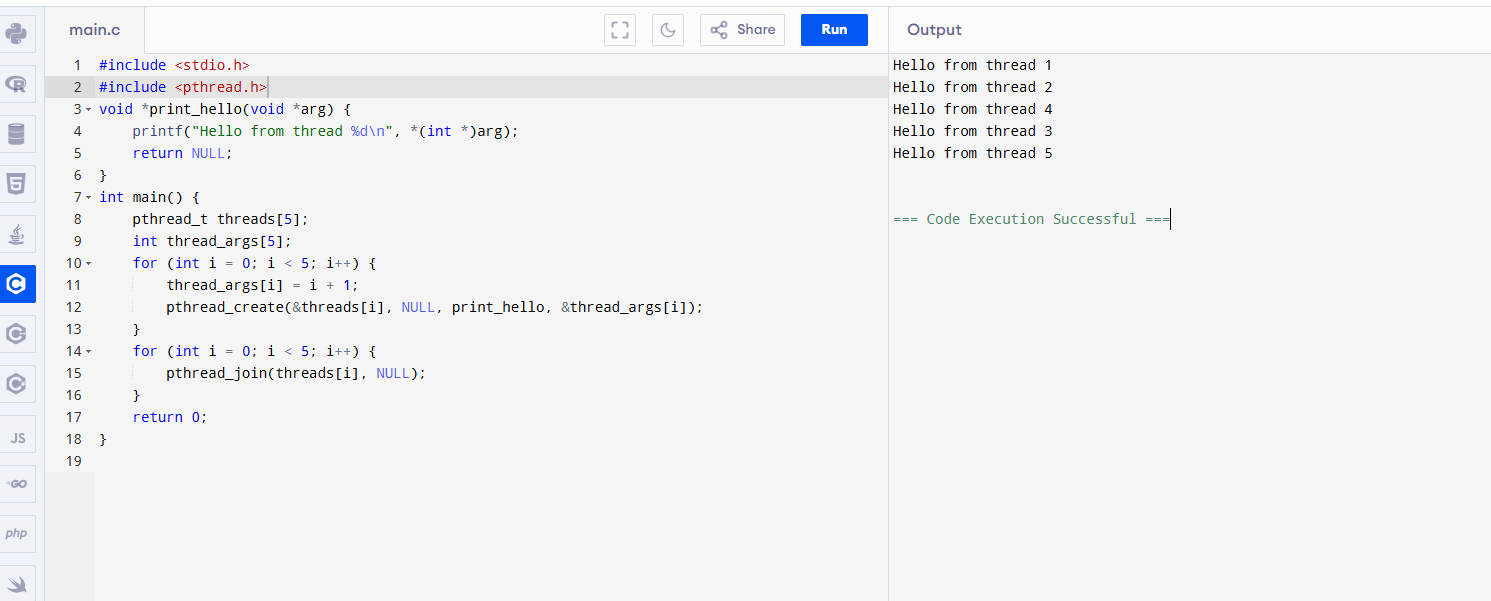 main.c
Share
Run
Output
1 #include <stdio.h>
2 #include <pthread.h>
3 void *print_hello(void *arg) {
4     printf("Hello from thread %d\n", *(int *)arg);
5     return NULL;
6 }
7 int main() {
8     pthread_t threads[5];
9     int thread_args[5];
10     for (int i = 0; i < 5; i++) {
11         thread_args[i] = i + 1;
12         pthread_create(&threads[i], NULL, print_hello, &thread_args[i]);
13     }
14     for (int i = 0; i < 5; i++) {
15         pthread_join(threads[i], NULL);
16     }
17     return 0;
18 }
19
Hello from thread 1
Hello from thread 2
Hello from thread 4
Hello from thread 3
Hello from thread 5
=== Code Execution Successful ===
R
5
C
C
C
JS
GO
php